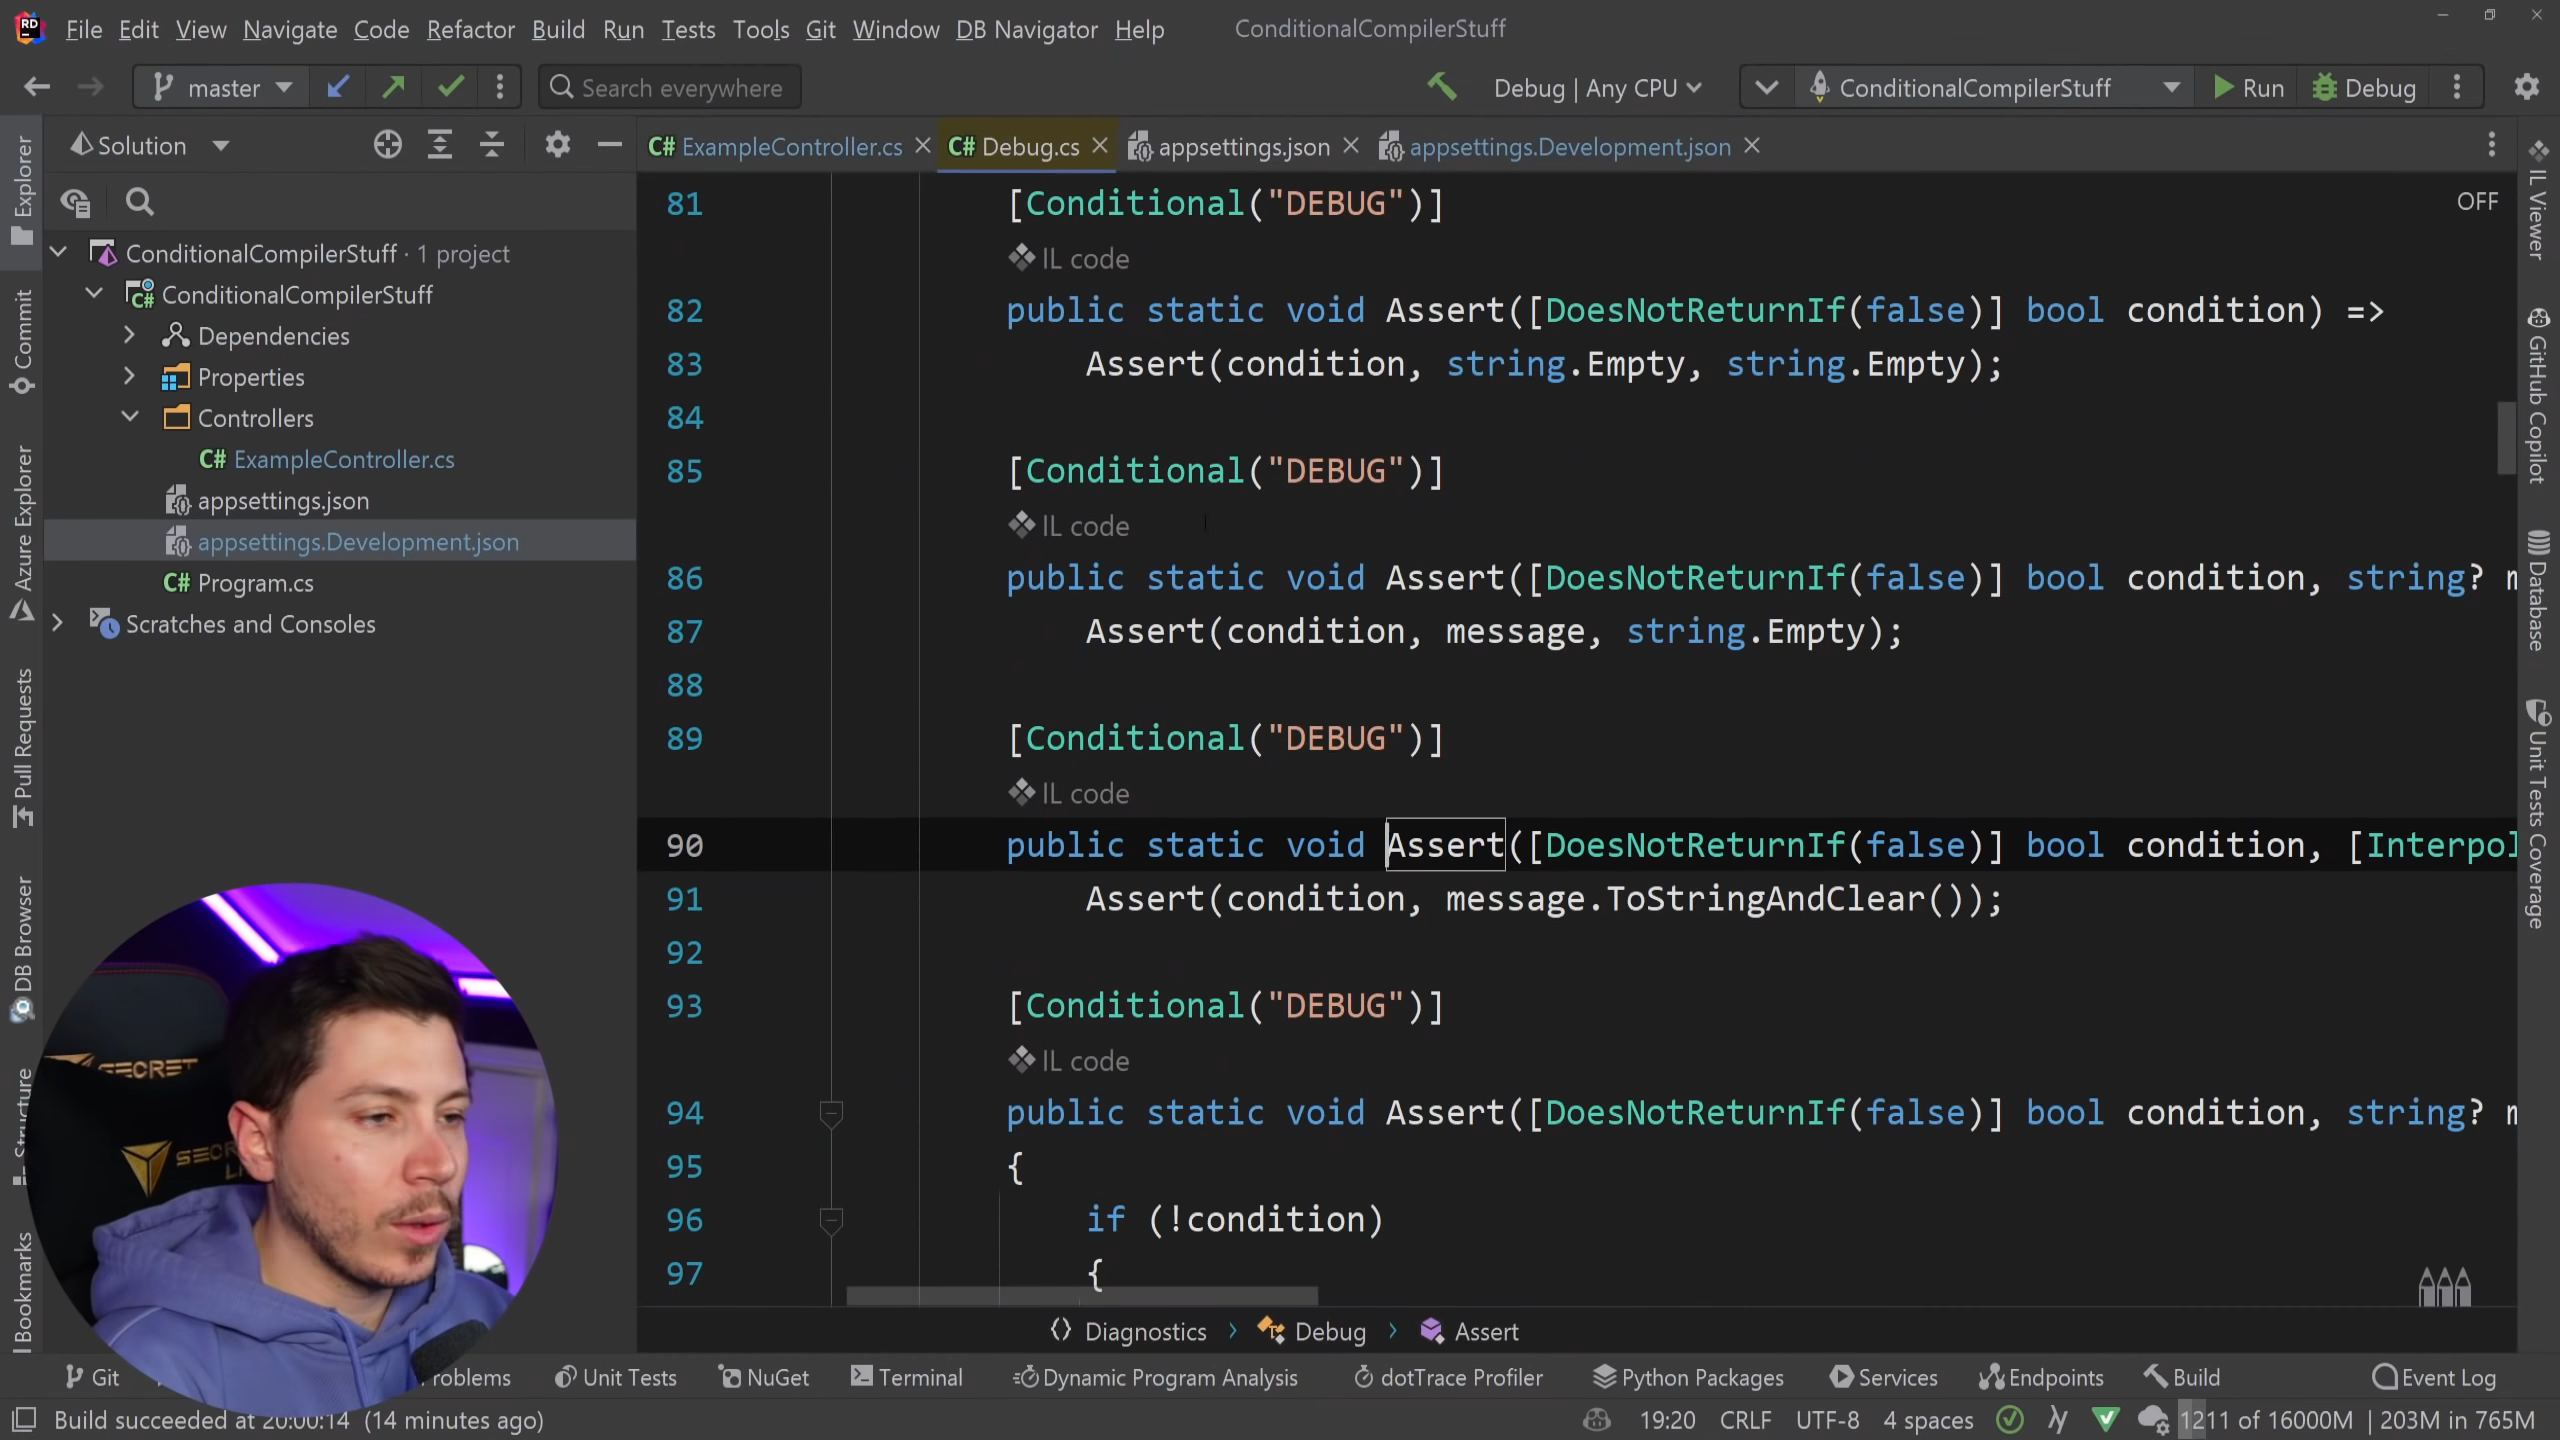 File Edit View Navigate Code Refactor Build Run Tests Tools Git Window DB Navigator Help ConditionalCompilerStuff
master Search everywhere Debug | Any CPU ConditionalCompilerStuff Run Debug
Solution ExampleController.cs Debug.cs appsettings.json appsettings.Development.json
ConditionalCompilerStuff · 1 project
ConditionalCompilerStuff
Dependencies
Properties
Controllers
C# ExampleController.cs
appsettings.json
appsettings.Development.json
C# Program.cs
Scratches and Consoles
Explorer
Commit
Azure Explorer
Pull Requests
DB Browser
Structure
Bookmarks
OFF
81 [Conditional("DEBUG")]
IL code
82 public static void Assert([DoesNotReturnIf(false)] bool condition) =>
83 Assert(condition, string.Empty, string.Empty);
84
85 [Conditional("DEBUG")]
IL code
86 public static void Assert([DoesNotReturnIf(false)] bool condition, string? m
87 Assert(condition, message, string.Empty);
88
89 [Conditional("DEBUG")]
IL code
90 public static void Assert([DoesNotReturnIf(false)] bool condition, [Interpol
91 Assert(condition, message.ToStringAndClear());
92
93 [Conditional("DEBUG")]
IL code
94 public static void Assert([DoesNotReturnIf(false)] bool condition, string? m
95 {
96 if (!condition)
97 {
IL Viewer
GitHub Copilot
Database
Unit Tests Coverage
SECRET
Diagnostics Debug Assert
Git roblems Unit Tests NuGet Terminal Dynamic Program Analysis dotTrace Profiler Python Packages Services Endpoints Build Event Log
Build succeeded at 20:00:14 (14 minutes ago) 19:20 CRLF UTF-8 4 spaces 1211 of 16000M | 203M in 765M